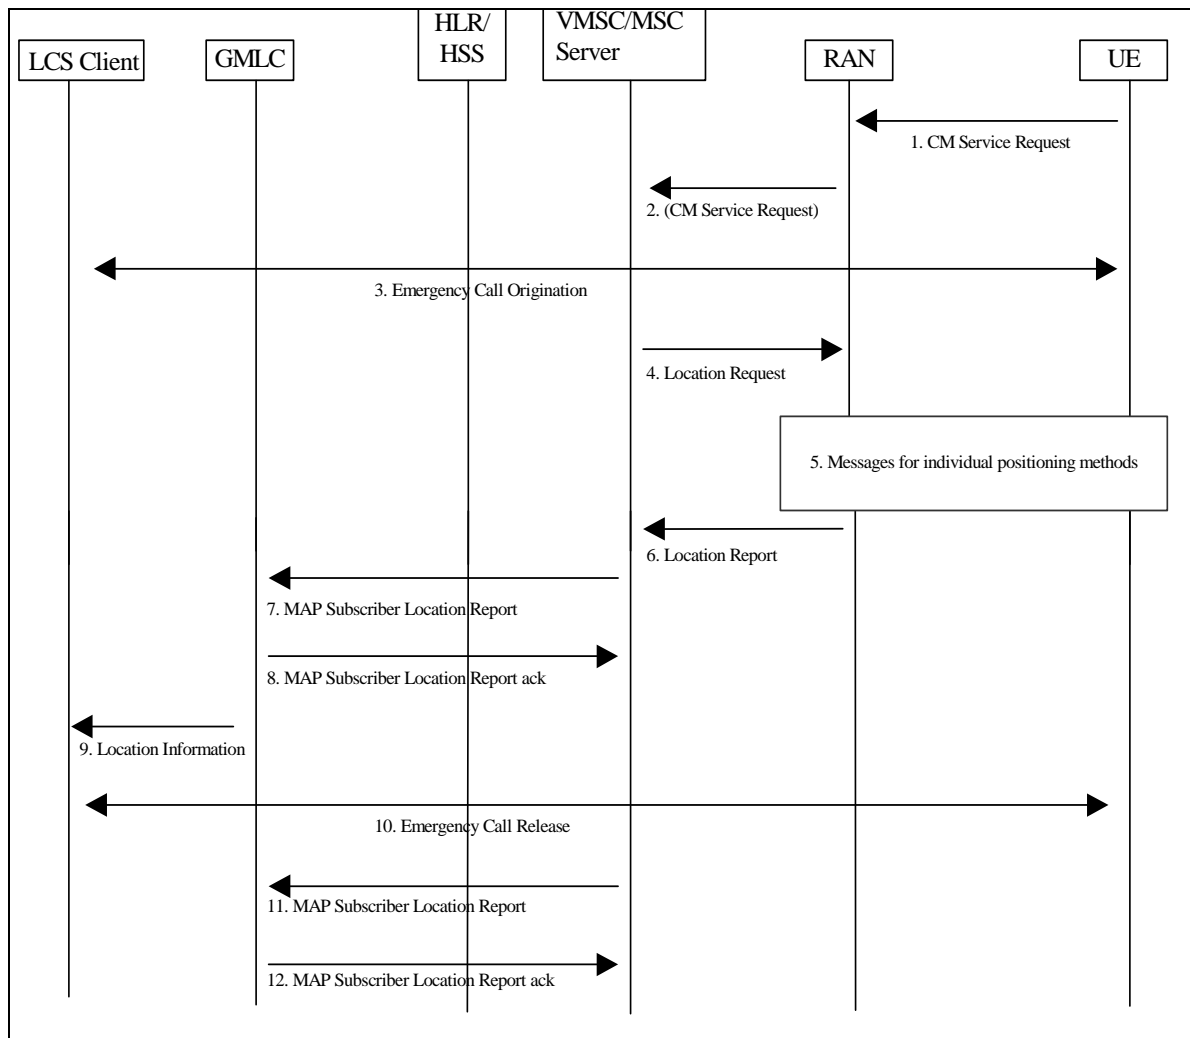 LCS Client
GMLC
HLR/
HSS
VMSC/MSC
Server
RAN
UE
1. CM Service Request
2. (CM Service Request)
3. Emergency Call Origination
4. Location Request
5. Messages for individual positioning methods
6. Location Report
7. MAP Subscriber Location Report
8. MAP Subscriber Location Report ack
9. Location Information
10. Emergency Call Release
11. MAP Subscriber Location Report
12. MAP Subscriber Location Report ack